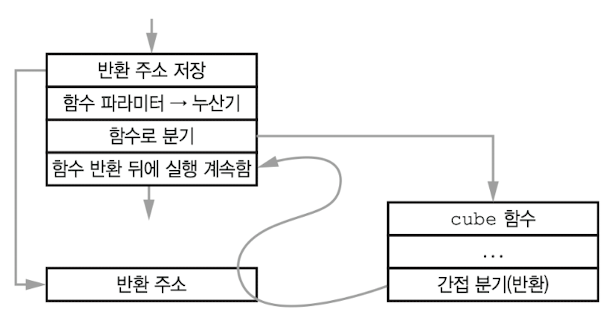 반환 주소 저장
함수 파라미터 → 누산기
함수로 분기
함수 반환 뒤에 실행 계속함
반환 주소
cube 함수
...
간접 분기(반환)